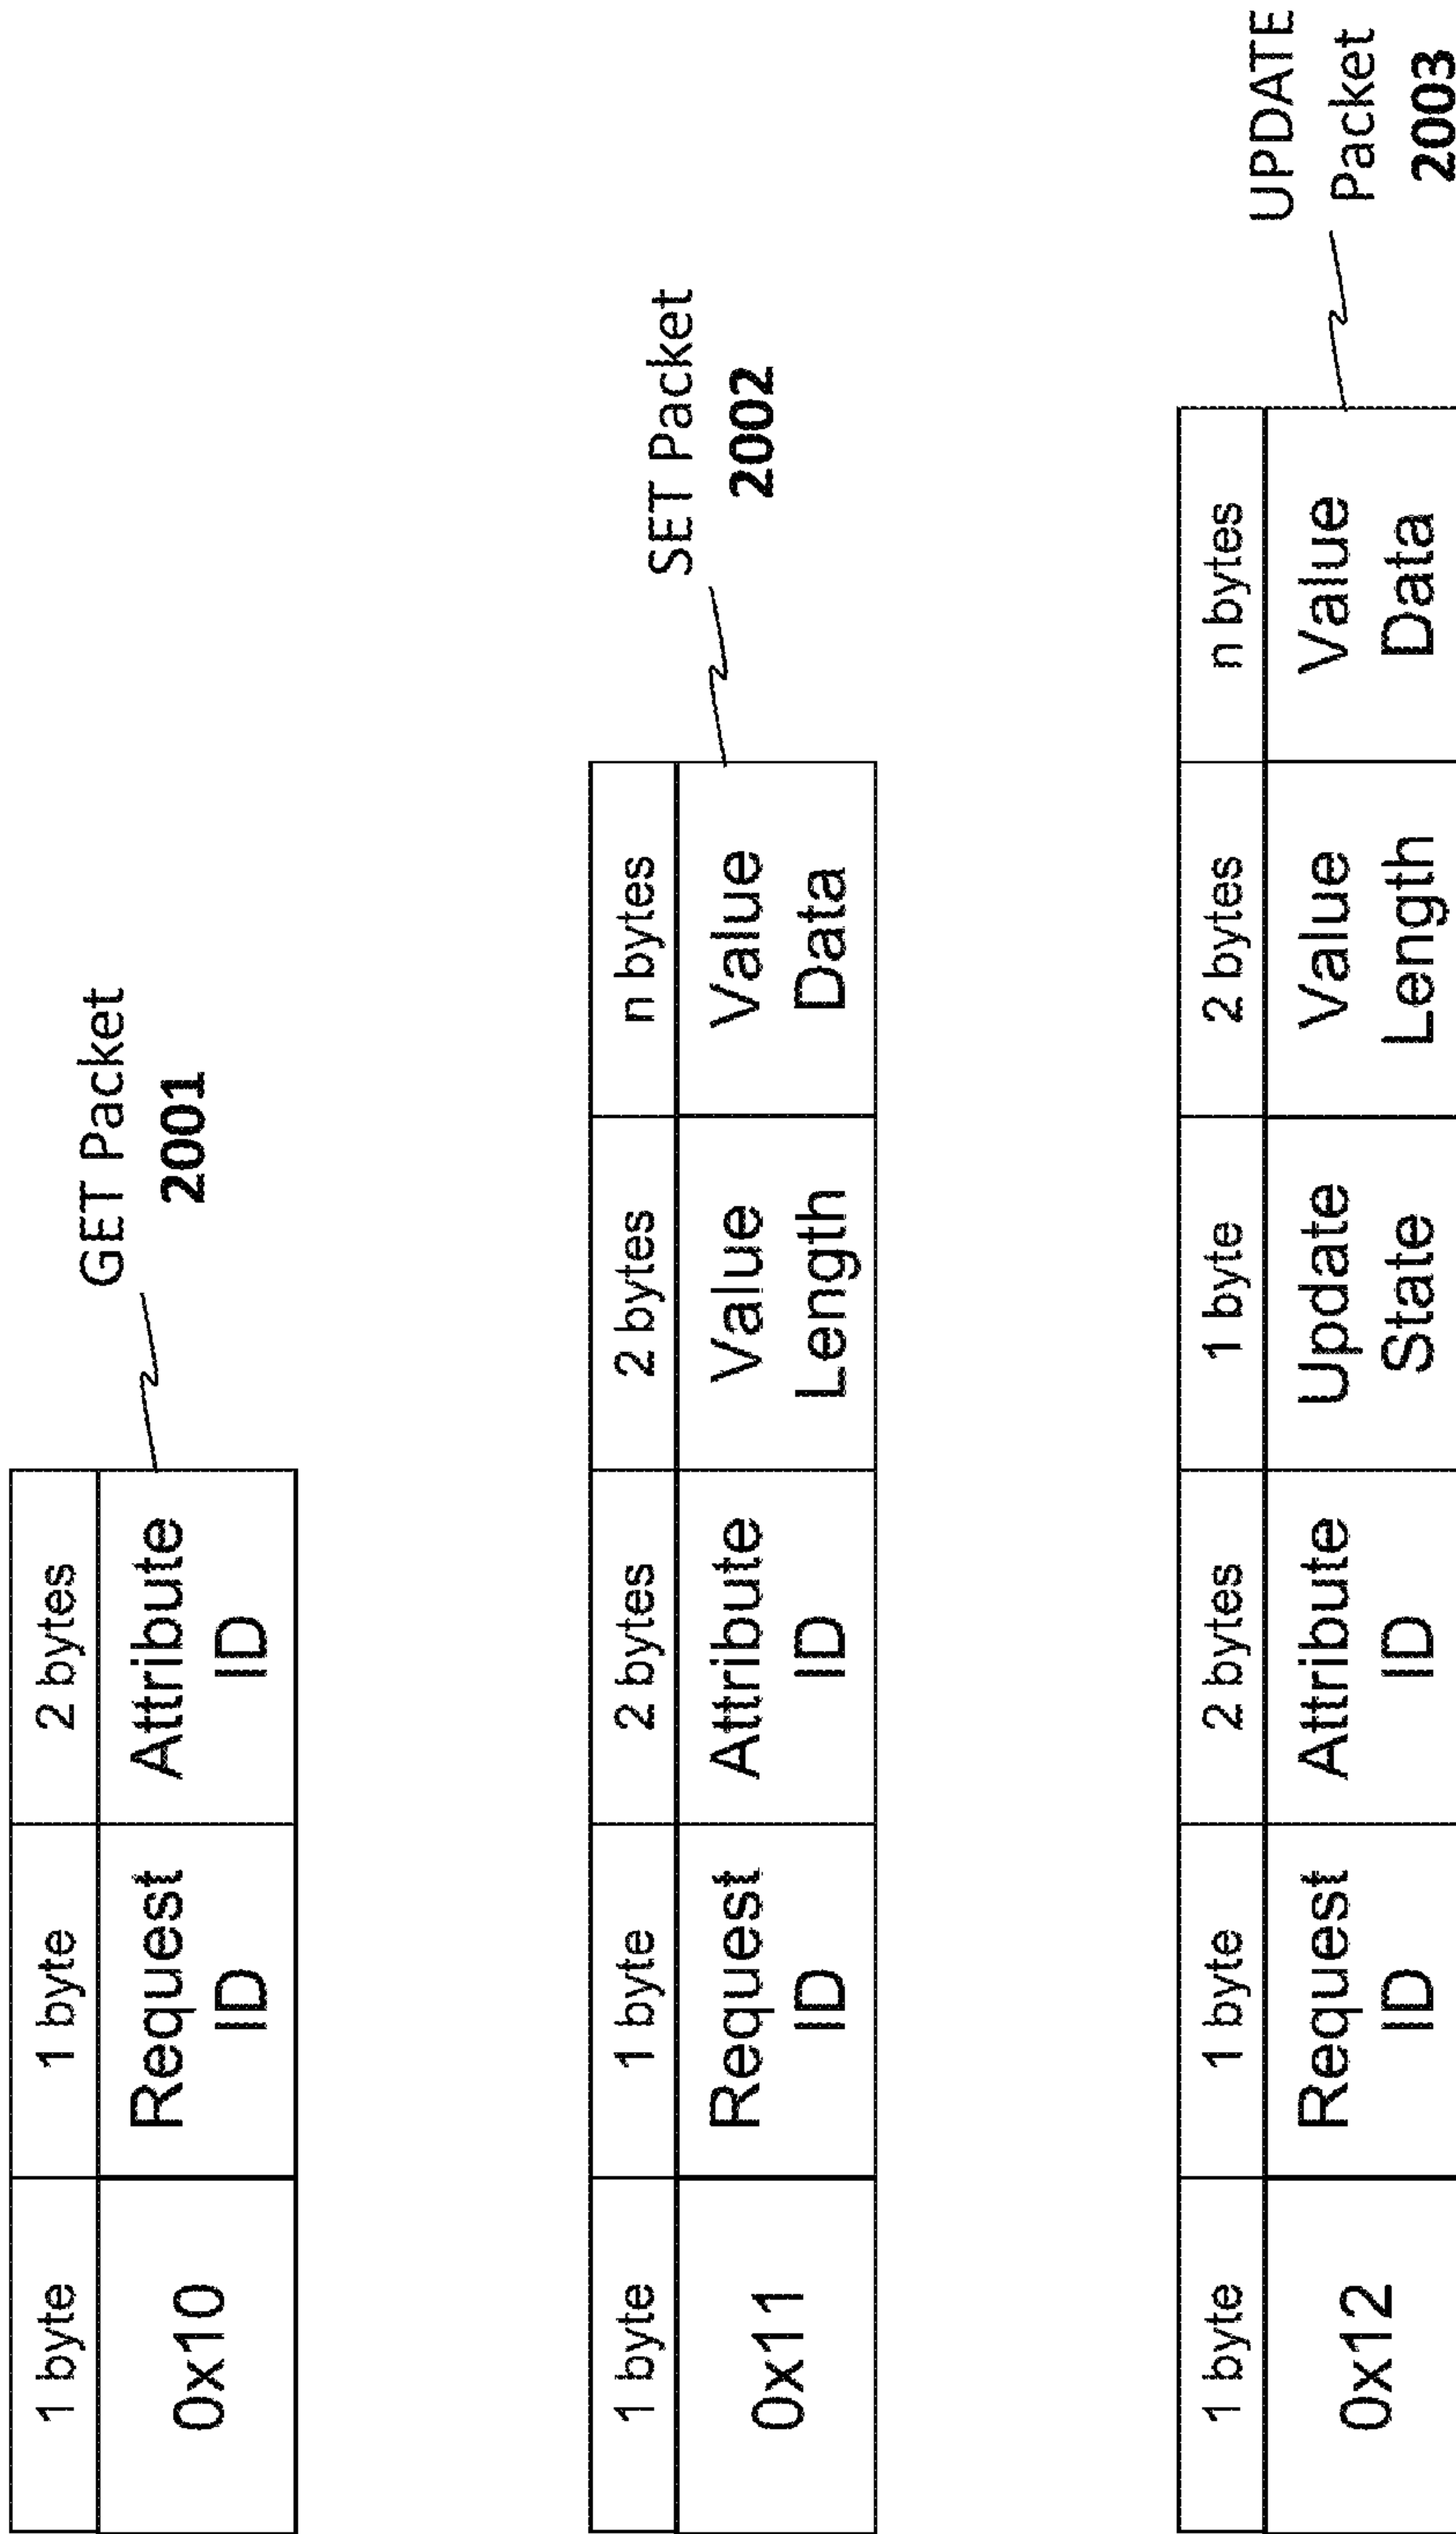 GET Packet
2001
1 byte 1 byte 2 bytes
0x10 Request Attribute
ID ID
SET Packet
2002
1 byte 1 byte 2 bytes 2 bytes n bytes
0x11 Request Attribute Value Value
ID ID Length Data
UPDATE
Packet
2003
1 byte 1 byte 2 bytes 1 byte 2 bytes n bytes
0x12 Request Attribute Update Value Value
ID ID State Length Data